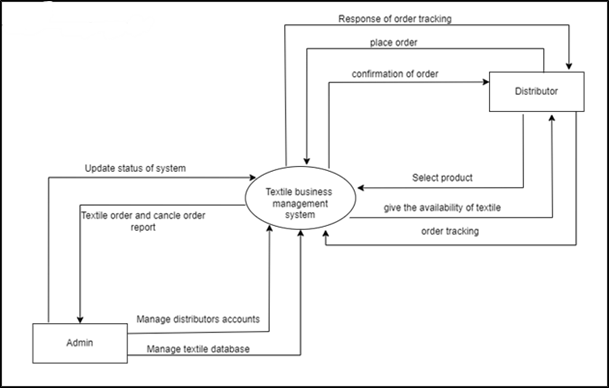 Response of order tracking
place order
confirmation of order
Distributor
Update status of system
Select product
Textile business
management
system
Textile order and cancle order
report
give the availability of textile
order tracking
Manage distributors accounts
Admin
Manage textile database